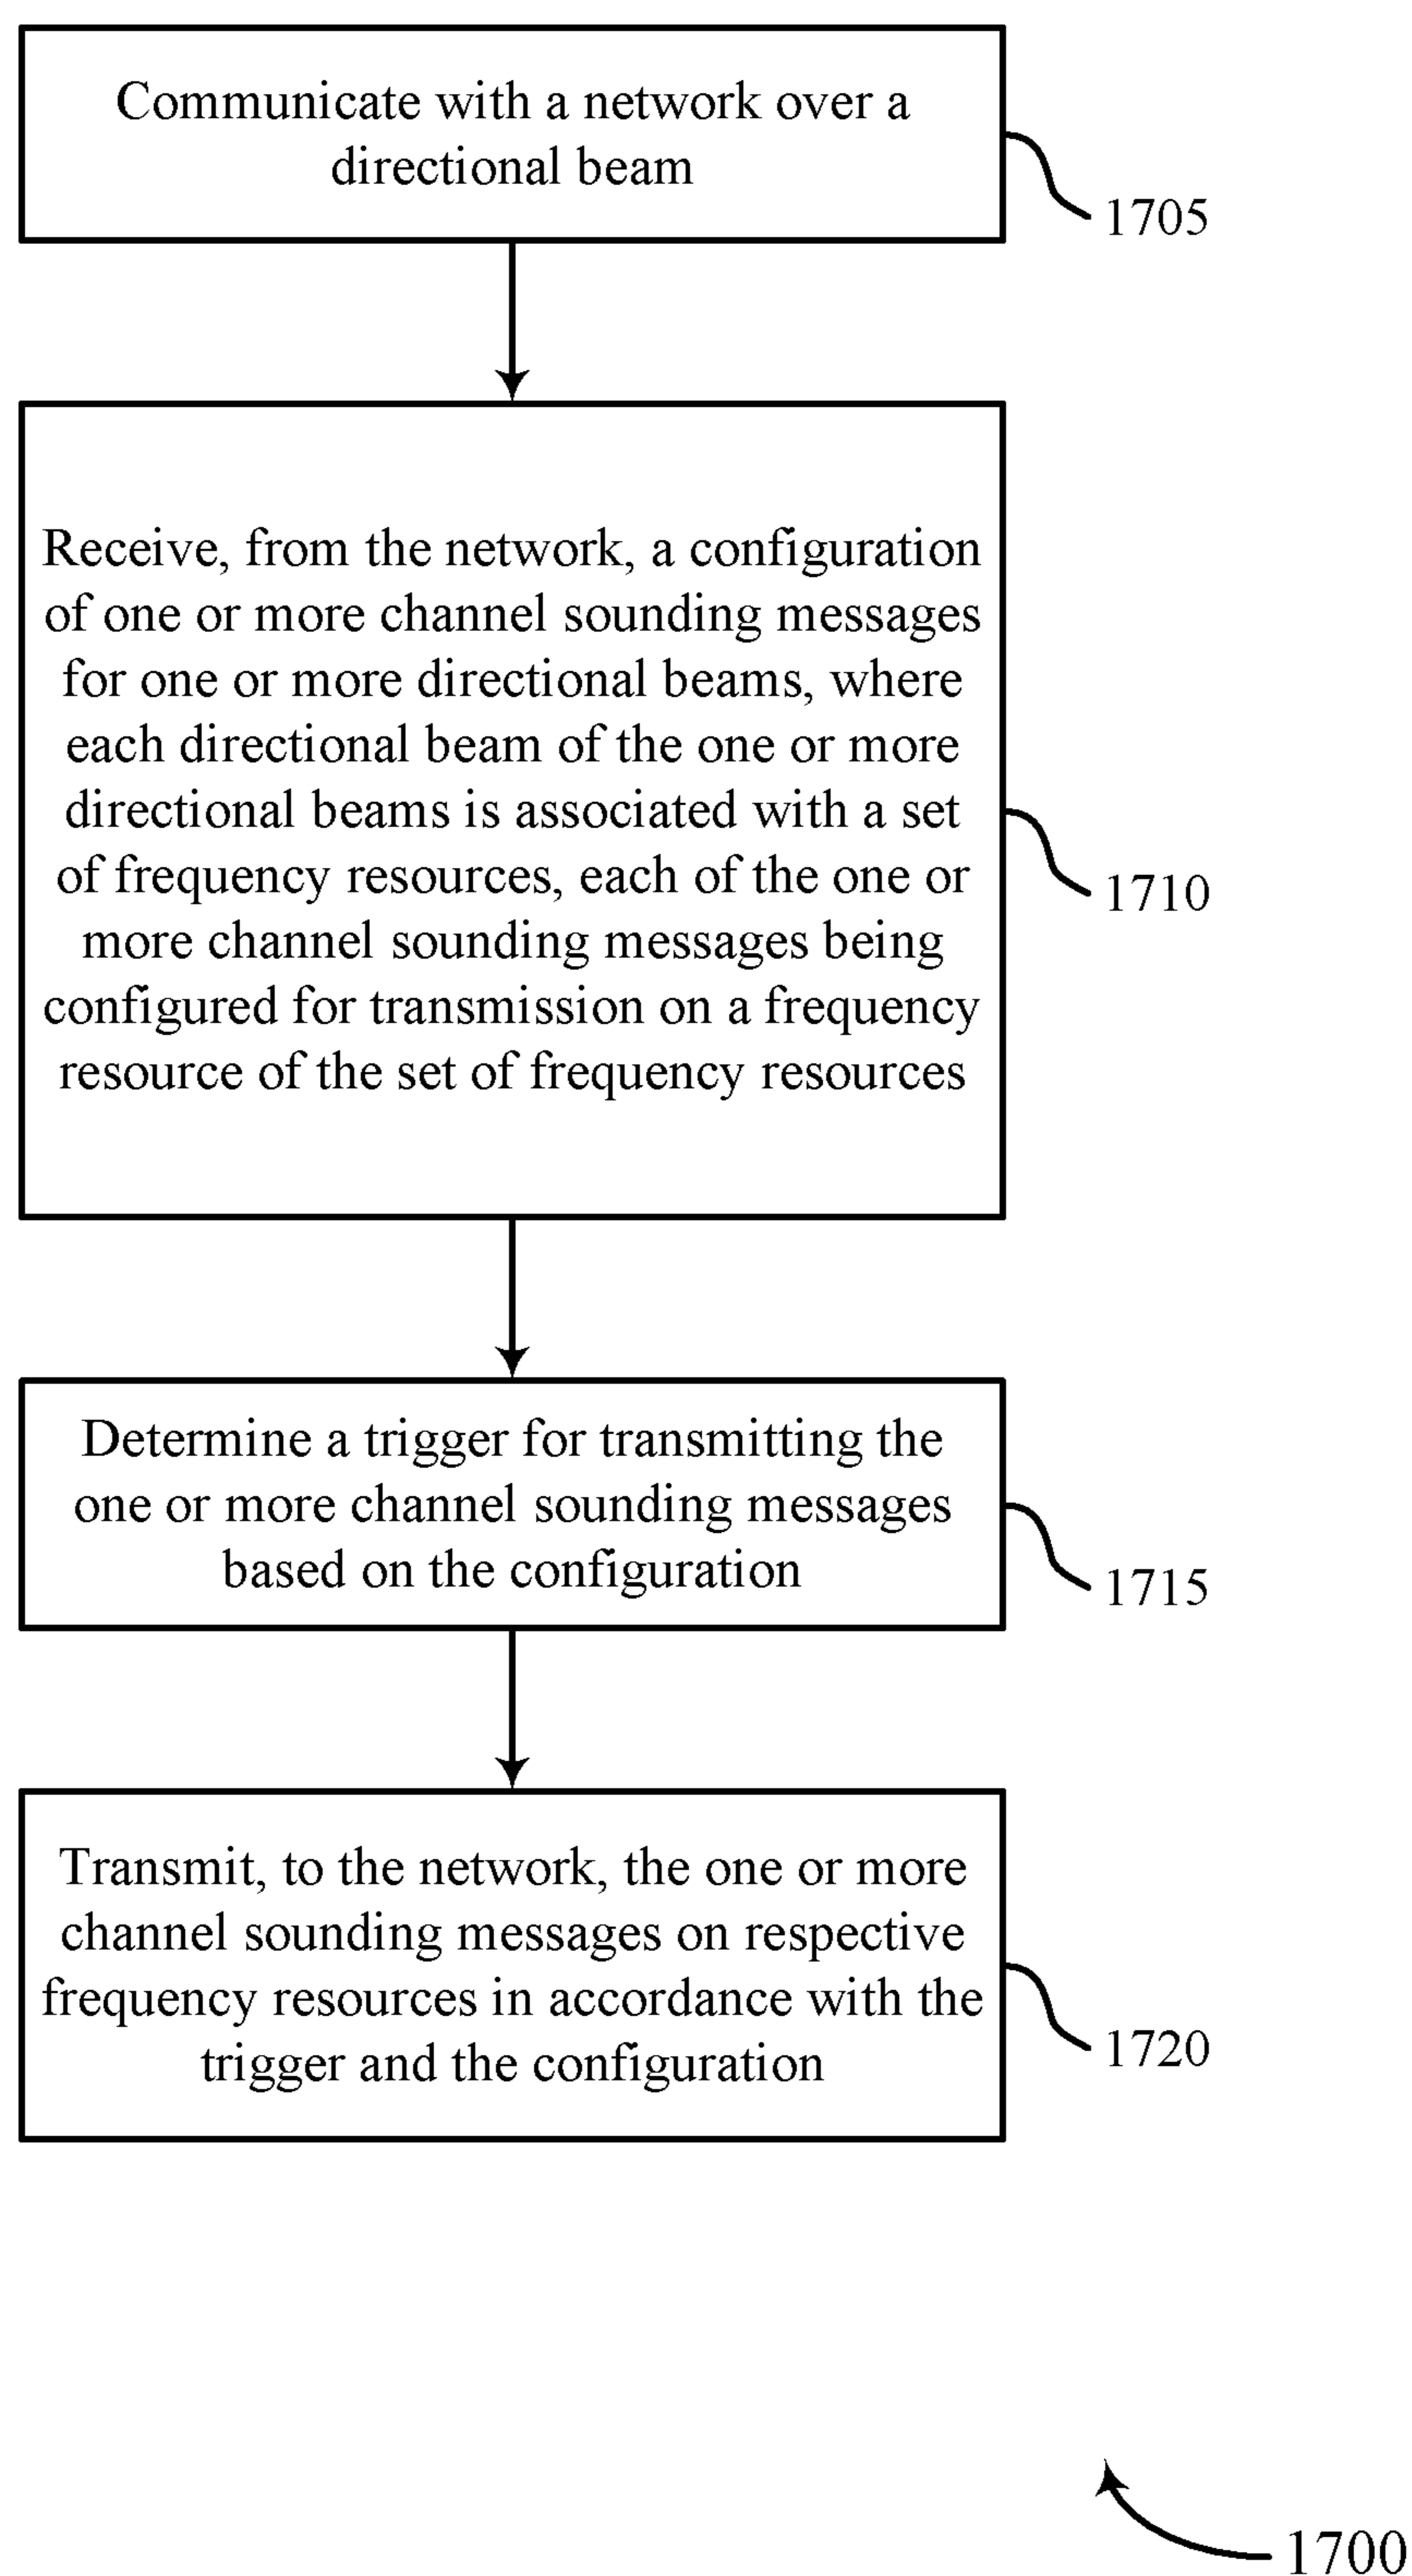 Communicate with a network over a
directional beam
1705
Receive, from the network, a configuration
of one or more channel sounding messages
for one or more directional beams, where
each directional beam of the one or more
directional beams is associated with a set
of frequency resources, each of the one or
more channel sounding messages being
configured for transmission on a frequency
resource of the set of frequency resources
1710
Determine a trigger for transmitting the
one or more channel sounding messages
based on the configuration
1715
Transmit, to the network, the one or more
channel sounding messages on respective
frequency resources in accordance with the
trigger and the configuration
1720
1700